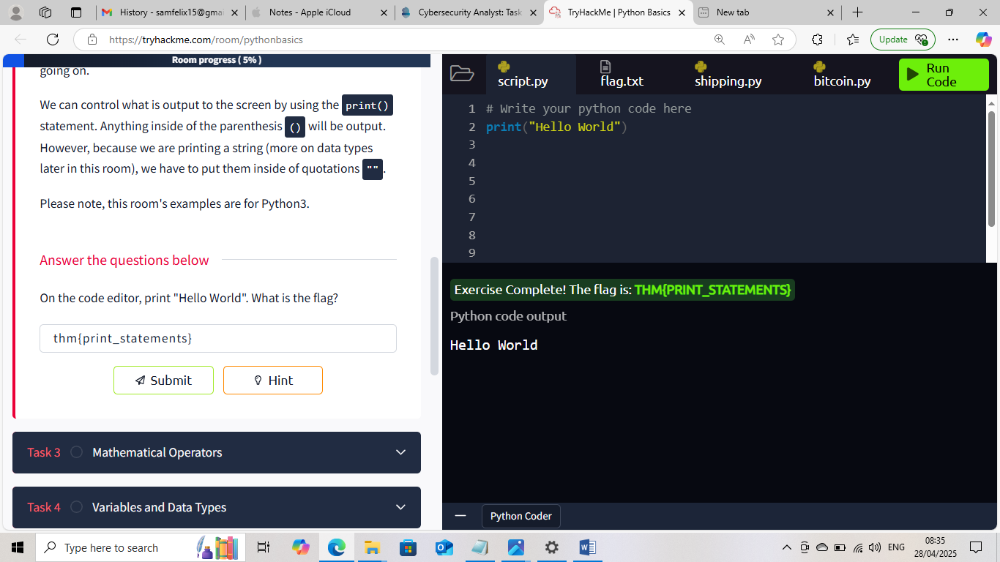 History - samfelix15@gma
Notes - Apple iCloud
Cybersecurity Analyst: Task
TryHackMe | Python Basics
New tab
https://tryhackme.com/room/pythonbasics
Update
Room progress ( 5% )
going on.
We can control what is output to the screen by using the print()
statement. Anything inside of the parenthesis () will be output.
However, because we are printing a string (more on data types
later in this room), we have to put them inside of quotations "".
Please note, this room's examples are for Python3.
Answer the questions below
On the code editor, print "Hello World". What is the flag?
thm{print_statements}
Submit
Hint
Task 3 Mathematical Operators
Task 4 Variables and Data Types
script.py
flag.txt
shipping.py
bitcoin.py
Run
Code
1 # Write your python code here
2 print("Hello World")
3
4
5
6
7
8
9
Exercise Complete! The flag is: THM{PRINT_STATEMENTS}
Python code output
Hello World
Python Coder
Type here to search
ENG
08:35
28/04/2025